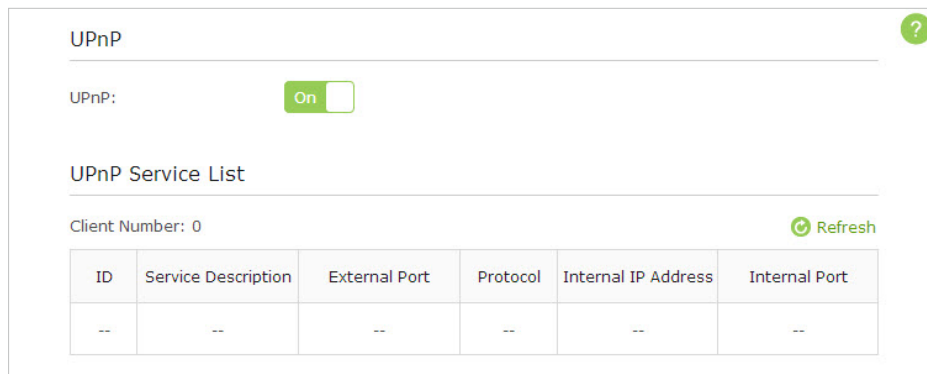 UPnP
?
UPnP:
On
UPnP Service List
Client Number: 0
Refresh
ID Service Description External Port Protocol Internal IP Address Internal Port
-- -- -- -- -- --